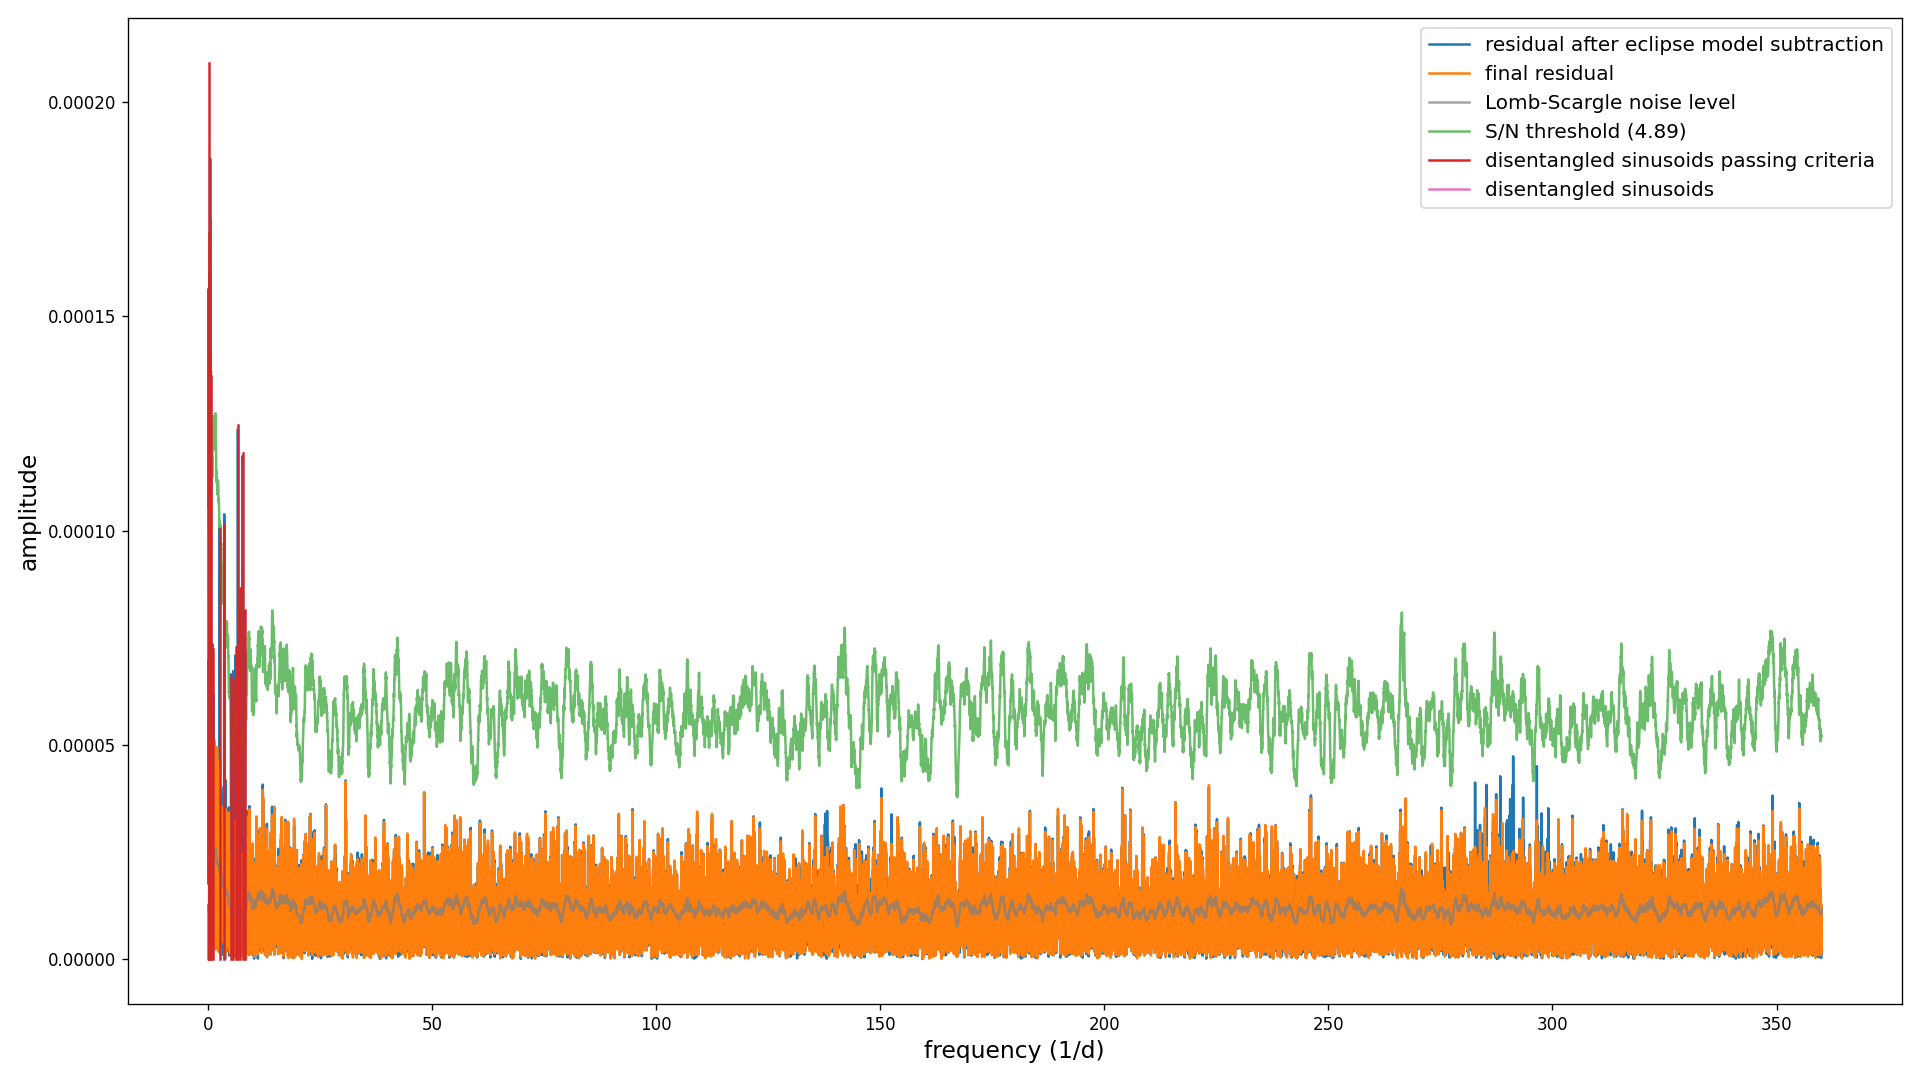 residual after eclipse model subtraction
final residual
Lomb-Scargle noise level
S/N threshold (4.89)
disentangled sinusoids passing criteria
disentangled sinusoids
amplitude
0.00020
0.00015
0.00010
0.00005
0.00000
0 50 100 150 200 250 300 350
frequency (1/d)